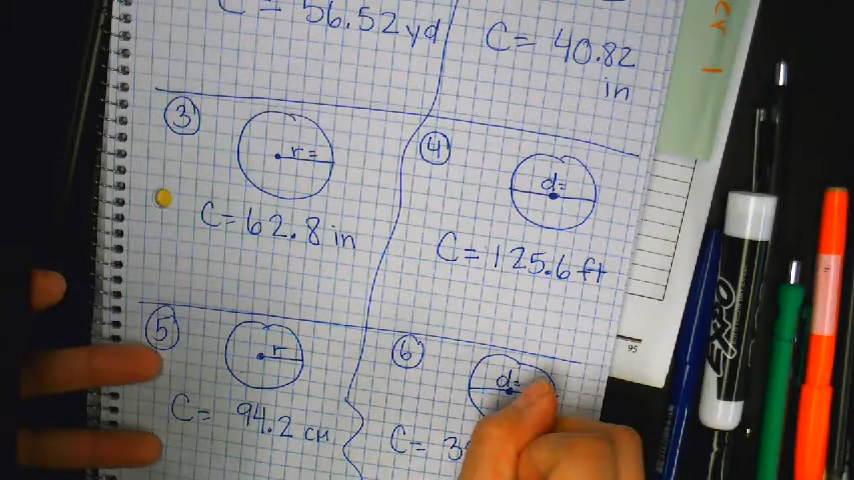 C = 56.52 yd
C= 40.82
in
3
r=
C=62.8 in
4
d=
C=125.6 ft
5
r
C= 94.2 cm
6
d=
C= 3
EXPO
95